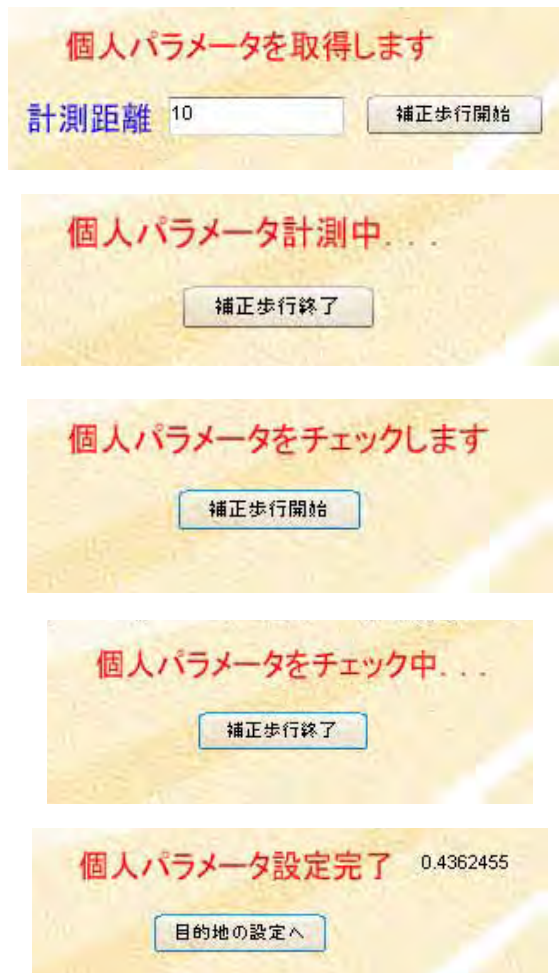 個人パラメータを取得します
計測距離 10 補正歩行開始
個人パラメータ計測中...
補正歩行終了
個人パラメータをチェックします
補正歩行開始
個人パラメータをチェック中...
補正歩行終了
個人パラメータ設定完了 0.4362455
目的地の設定へ